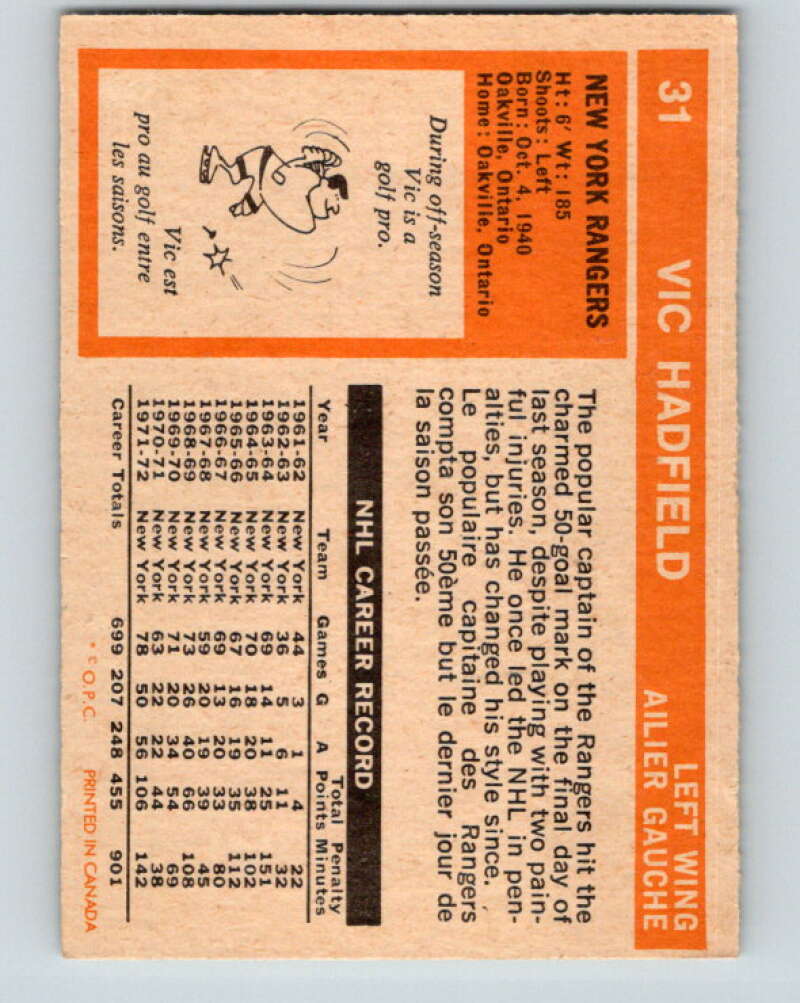 31 VIC HADFIELD LEFT WING
AILIER GAUCHE
NEW YORK RANGERS
Ht: 6' Wt: 185
Shoots: Left
Born: Oct. 4, 1940
Oakville, Ontario
Home: Oakville, Ontario
During off-season
Vic is a
golf pro.
Vic est
pro au golf entre
les saisons.
The popular captain of the Rangers hit the
charmed 50-goal mark on the final day of
last season, despite playing with two pain-
ful injuries. He once led the NHL in pen-
alties, but has changed his style since.
Le populaire capitaine des Rangers
compta son 50ème but le dernier jour de
la saison passée.
NHL CAREER RECORD
Total Penalty
Year Team Games G A Points Minutes
1961-62 New York 44 3 1 4 22
1962-63 New York 36 5 6 11 32
1963-64 New York 69 14 11 25 151
1964-65 New York 70 18 20 38 102
1965-66 New York 67 16 19 35 112
1966-67 New York 69 13 20 33 80
1967-68 New York 59 20 19 39 45
1968-69 New York 73 26 40 66 108
1969-70 New York 71 20 34 54 69
1970-71 New York 63 22 22 44 38
1971-72 New York 78 50 56 106 142
Career Totals 699 207 248 455 901
* © O.P.C. PRINTED IN CANADA